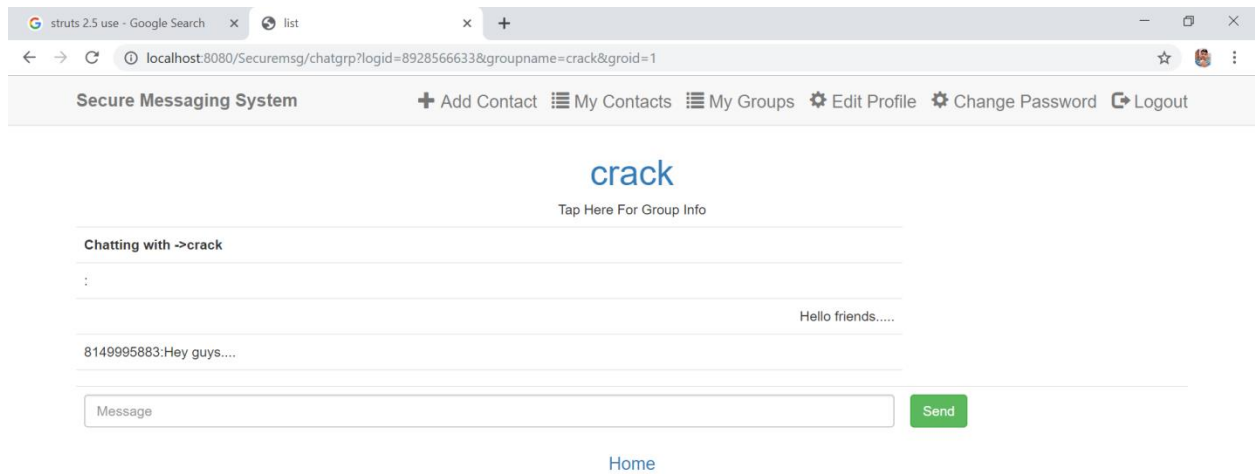 struts 2.5 use - Google Search
list
localhost:8080/Securemsg/chatgrp?logid=8928566633&groupname=crack&groid=1
Secure Messaging System Add Contact My Contacts My Groups Edit Profile Change Password Logout
crack
Tap Here For Group Info
Chatting with ->crack
:
Hello friends.....
8149995883:Hey guys....
Message Send
Home